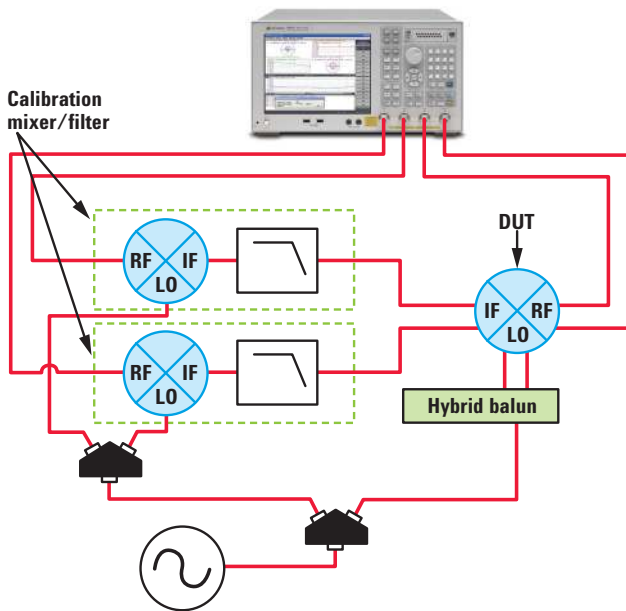 Calibration
mixer/filter
DUT
RF
IF
LO
IF
RF
LO
RF
IF
LO
Hybrid balun